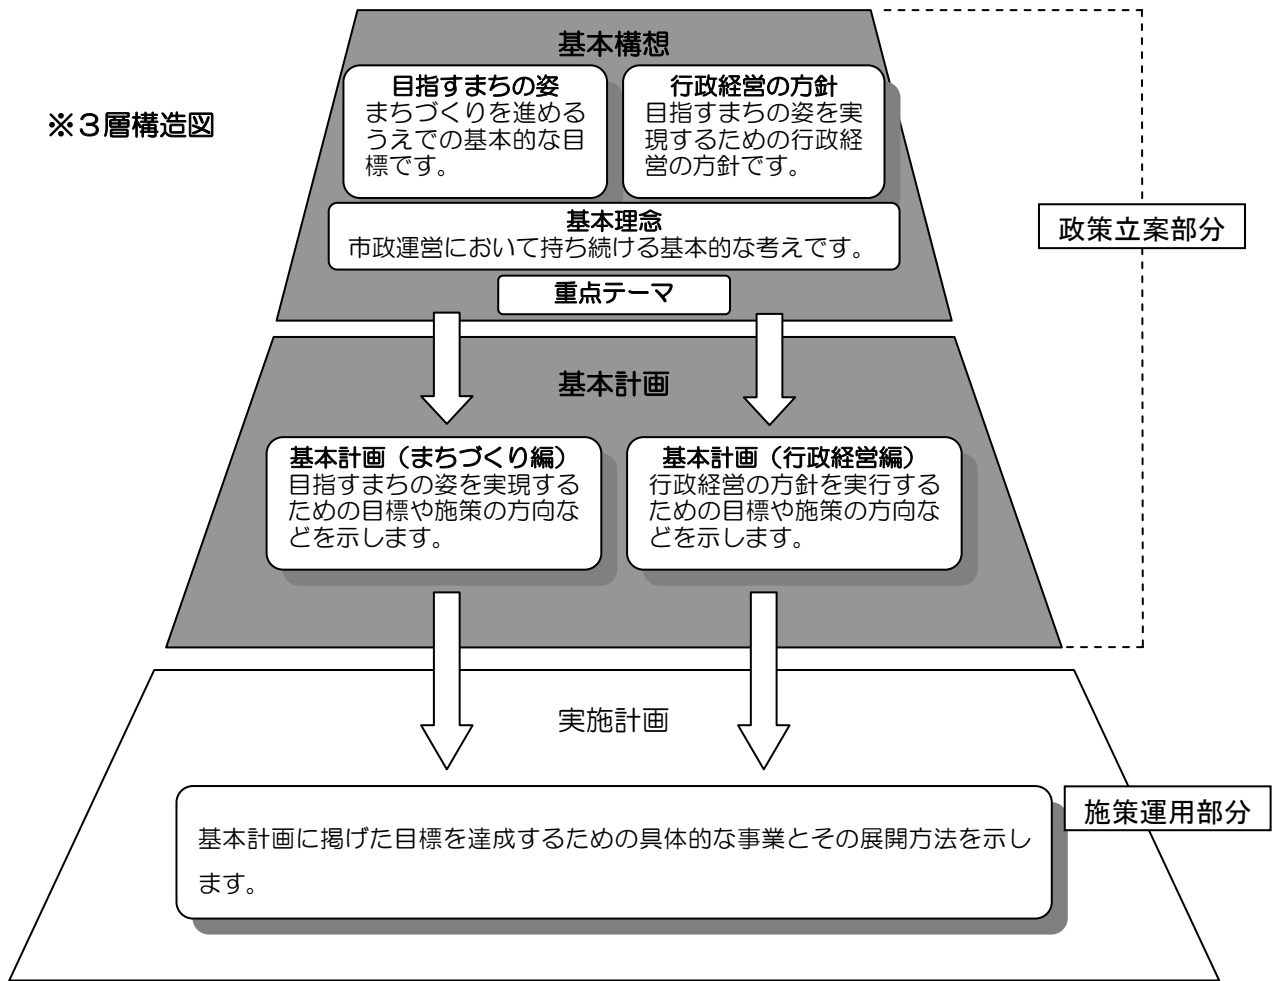 ※３層構造図
基本構想
目指すまちの姿
まちづくりを進める
うえでの基本的な目
標です。
行政経営の方針
目指すまちの姿を実
現するための行政経
営の方針です。
基本理念
市政運営において持ち続ける基本的な考えです。
重点テーマ
政策立案部分
基本計画
基本計画（まちづくり編）
目指すまちの姿を実現する
ための目標や施策の方向な
どを示します。
基本計画（行政経営編）
行政経営の方針を実行する
ための目標や施策の方向な
どを示します。
実施計画
施策運用部分
基本計画に掲げた目標を達成するための具体的な事業とその展開方法を示し
ます。